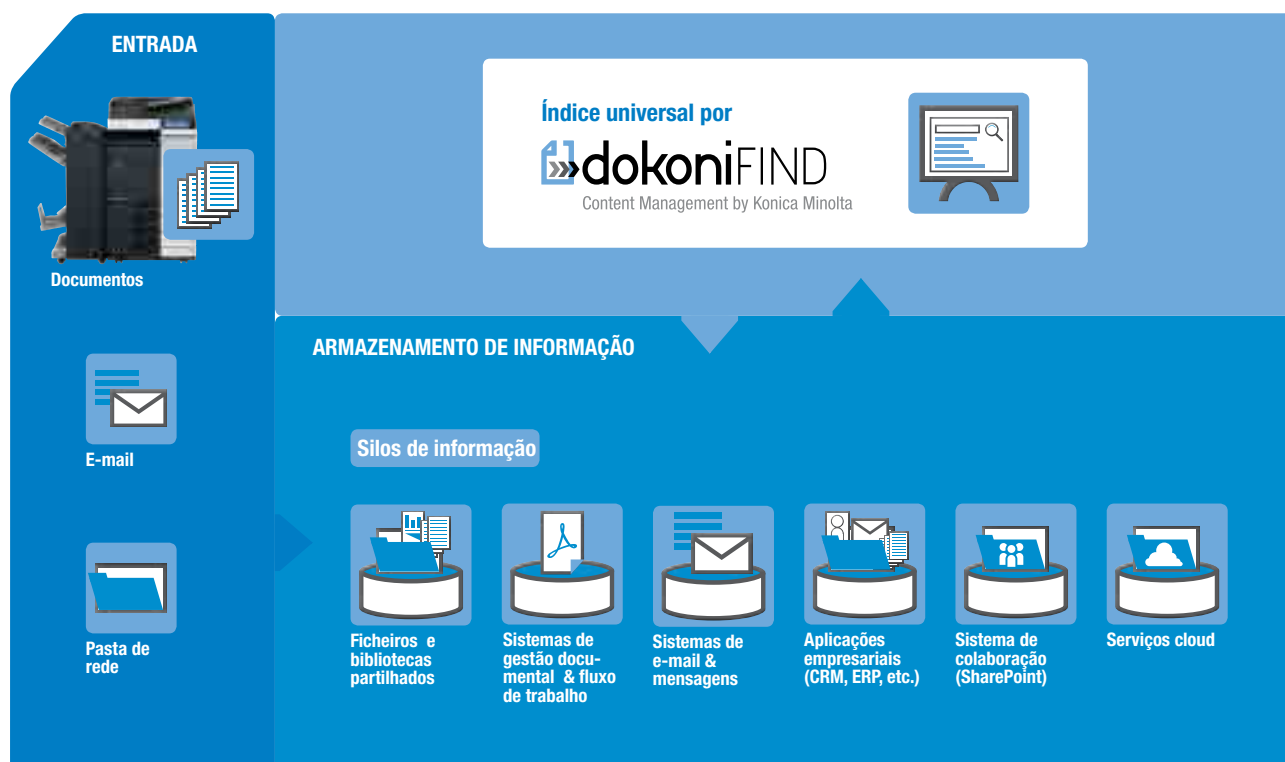 ENTRADA
Documentos
E-mail
Pasta de
rede
Índice universal por
dokoniFIND
Content Management by Konica Minolta
ARMAZENAMENTO DE INFORMAÇÃO
Silos de informação
Ficheiros e
bibliotecas
partilhados
Sistemas de
gestão docu-
mental & fluxo
de trabalho
Sistemas de
e-mail &
mensagens
Aplicações
empresariais
(CRM, ERP, etc.)
Sistema de
colaboração
(SharePoint)
Serviços cloud